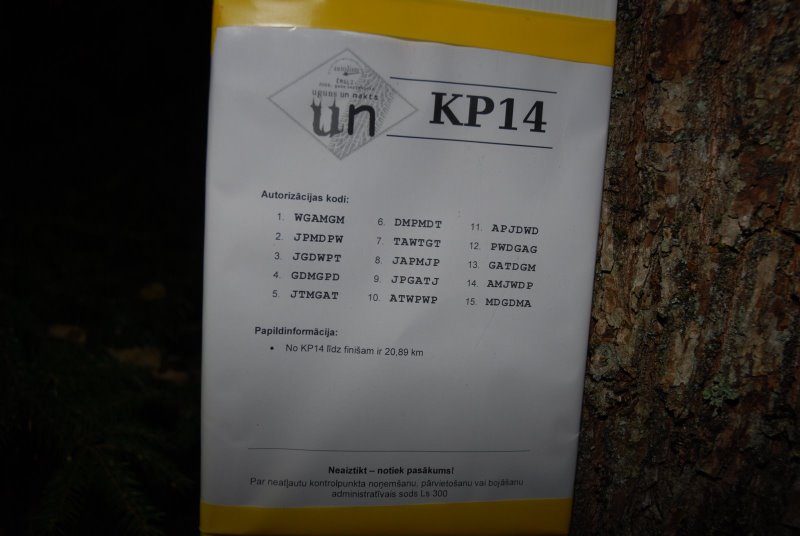 uguns un nakts
un
KP14
Autorizācijas kodi:
1. WGAMGM
2. JPMDPW
3. JGDWPT
4. GDMGPD
5. JTMGAT
6. DMPMDT
7. TAWTGT
8. JAPMJP
9. JPGATJ
10. ATWPWP
11. APJDWD
12. PWDGAG
13. GATDGM
14. AMJWDP
15. MDGDMA
Papildinformācija:
• No KP14 līdz finišam ir 20,89 km
Neaiztikt – notiek pasākums!
Par neatļautu kontrolpunkta noņemšanu, pārvietošanu vai bojāšanu
administratīvais sods Ls 300